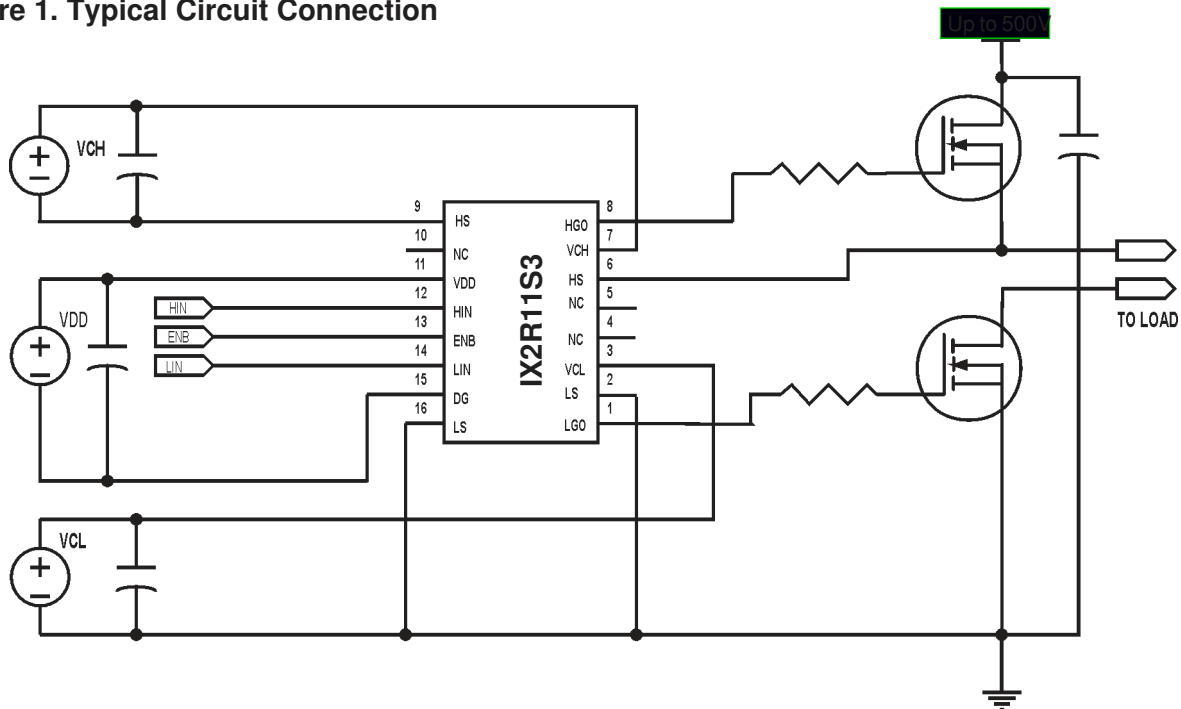 re 1. Typical Circuit Connection
Up to 500V
VCH
9
HS
10
NC
11
VDD
12
HIN
13
ENB
14
LIN
15
DG
16
LS
IX2R11S3
8
HGO
7
VCH
6
HS
5
NC
4
NC
3
VCL
2
LS
1
LGO
VDD
HIN
ENB
LIN
TO LOAD
VCL